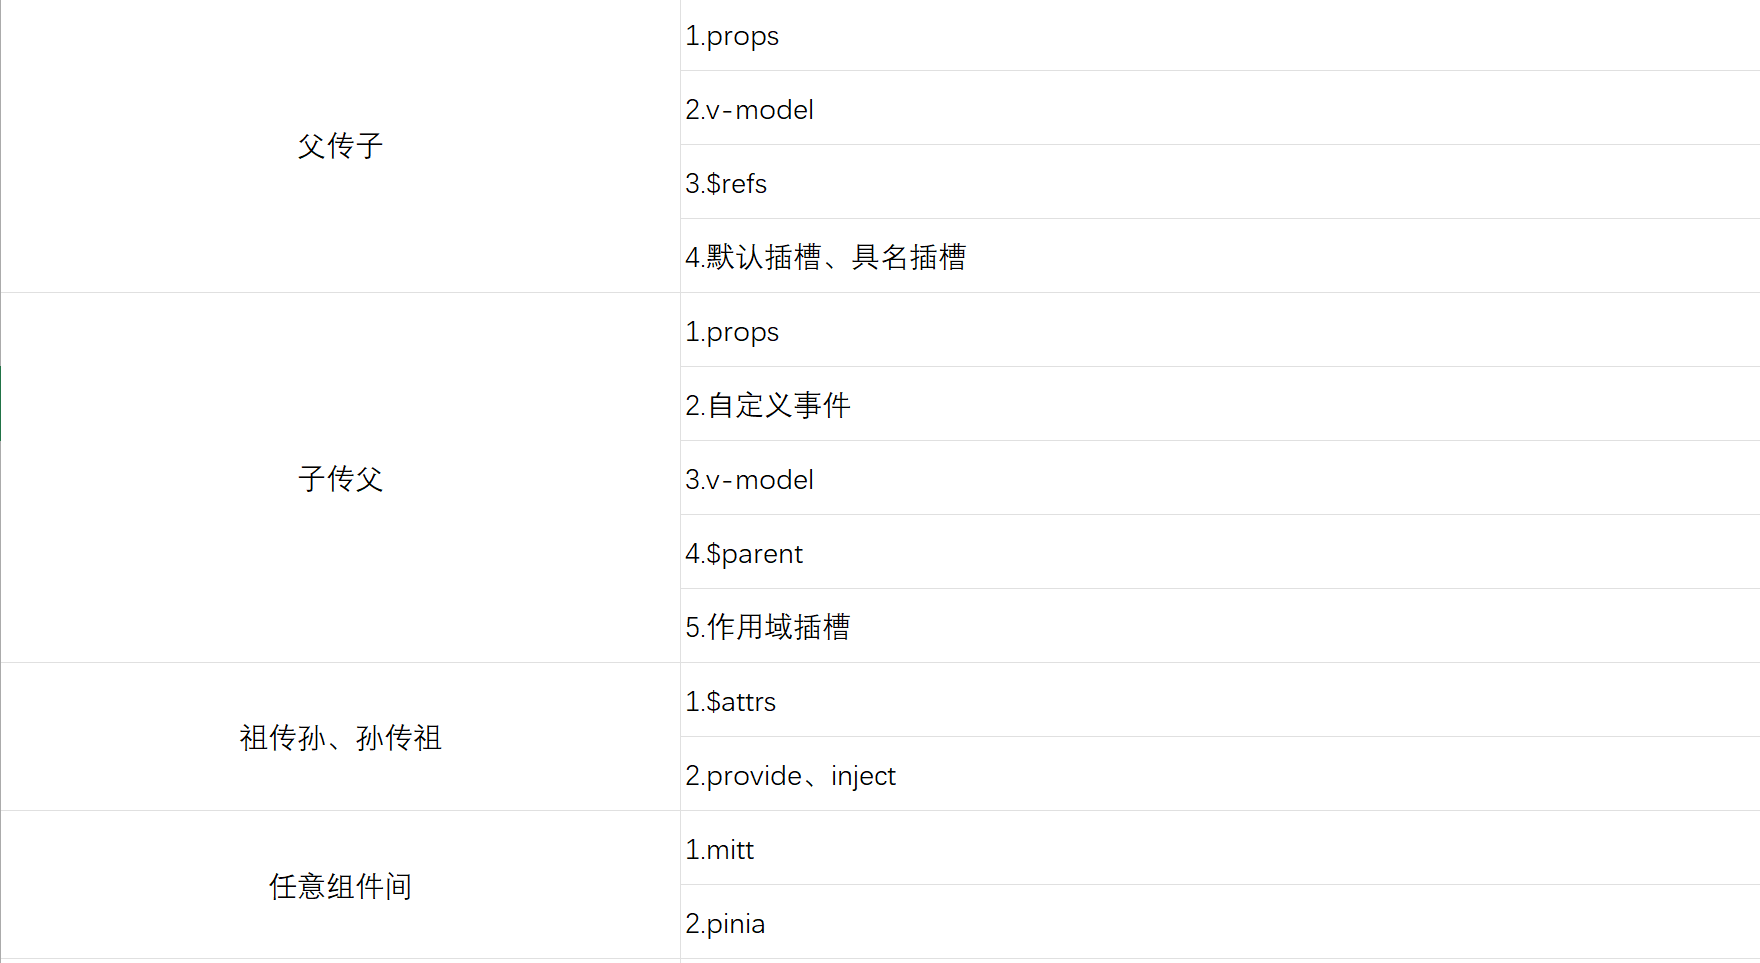 父传子
1.props
2.v-model
3.$refs
4.默认插槽、具名插槽
子传父
1.props
2.自定义事件
3.v-model
4.$parent
5.作用域插槽
祖传孙、孙传祖
1.$attrs
2.provide、inject
任意组件间
1.mitt
2.pinia